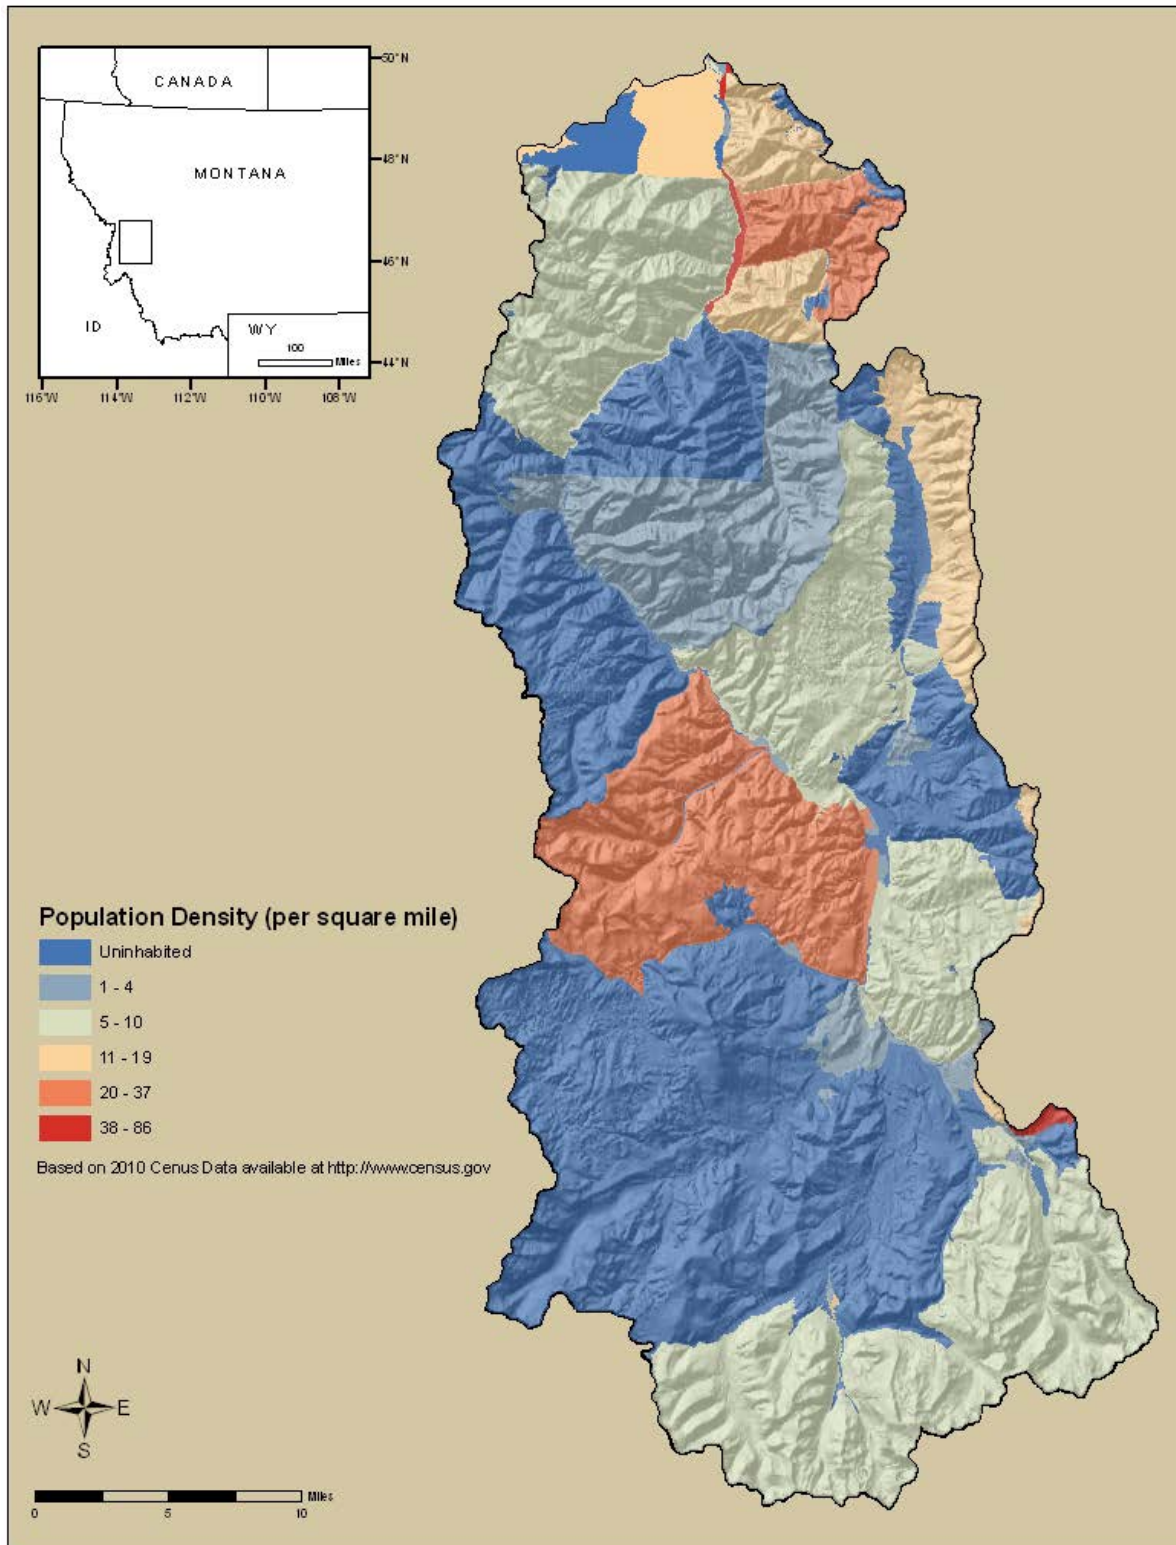 CANADA
MONTANA
ID
WY
100
Miles
50°N
48°N
46°N
44°N
116°W 114°W 112°W 110°W 108°W
Population Density (per square mile)
Uninhabited
1 - 4
5 - 10
11 - 19
20 - 37
38 - 86
Based on 2010 Cenus Data available at http://www.census.gov
N
W E
S
Miles
0 5 10